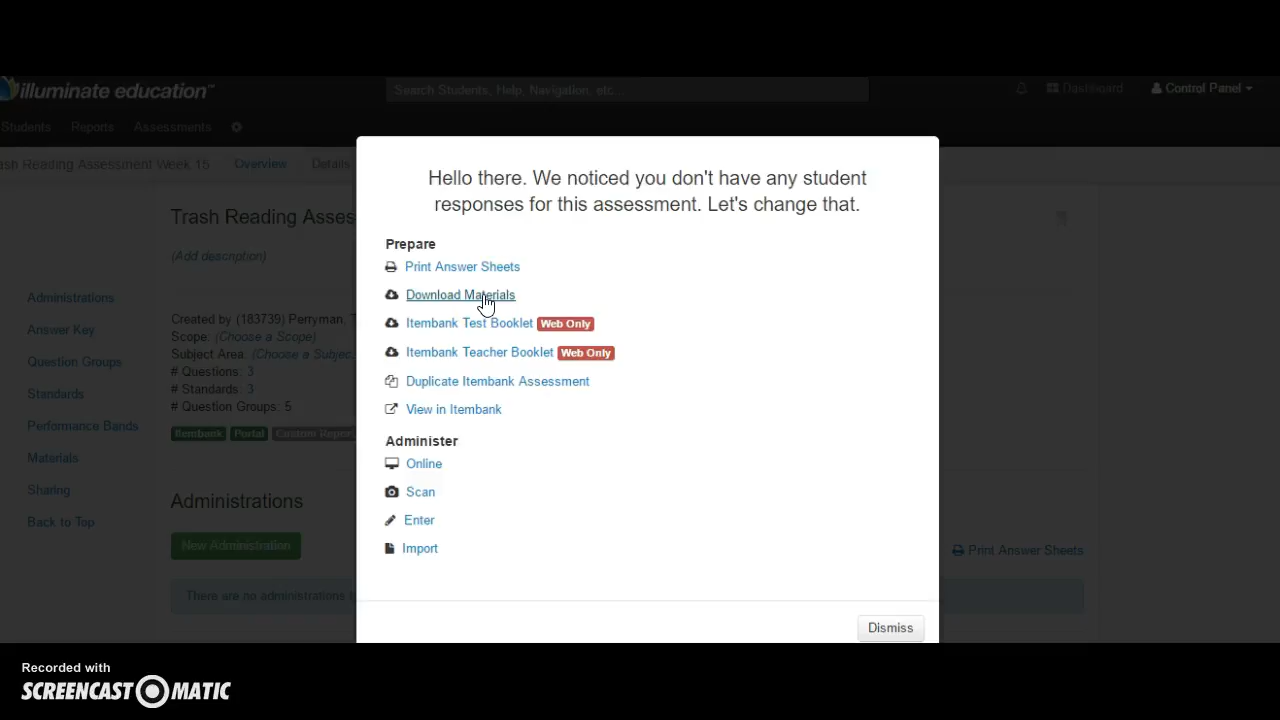 illuminate education™
Search Students, Help, Navigation, etc...
Dashboard
Control Panel
Students
Reports
Assessments
ash Reading Assessment Week 15
Overview
Details
Hello there. We noticed you don't have any student
responses for this assessment. Let's change that.
Prepare
Print Answer Sheets
Download Materials
Itembank Test Booklet Web Only
Itembank Teacher Booklet Web Only
Duplicate Itembank Assessment
View in Itembank
Administer
Online
Scan
Enter
Import
Dismiss
Trash Reading Asses
(Add description)
Created by (183739) Perryman, T
Scope: (Choose a Scope)
Subject Area: (Choose a Subjec
# Questions: 3
# Standards: 3
# Question Groups: 5
Itembank Portal Custom Repor
Administrations
Answer Key
Question Groups
Standards
Performance Bands
Materials
Sharing
Back to Top
Administrations
New Administration
Print Answer Sheets
There are no administrations
Recorded with
SCREENCAST-O-MATIC